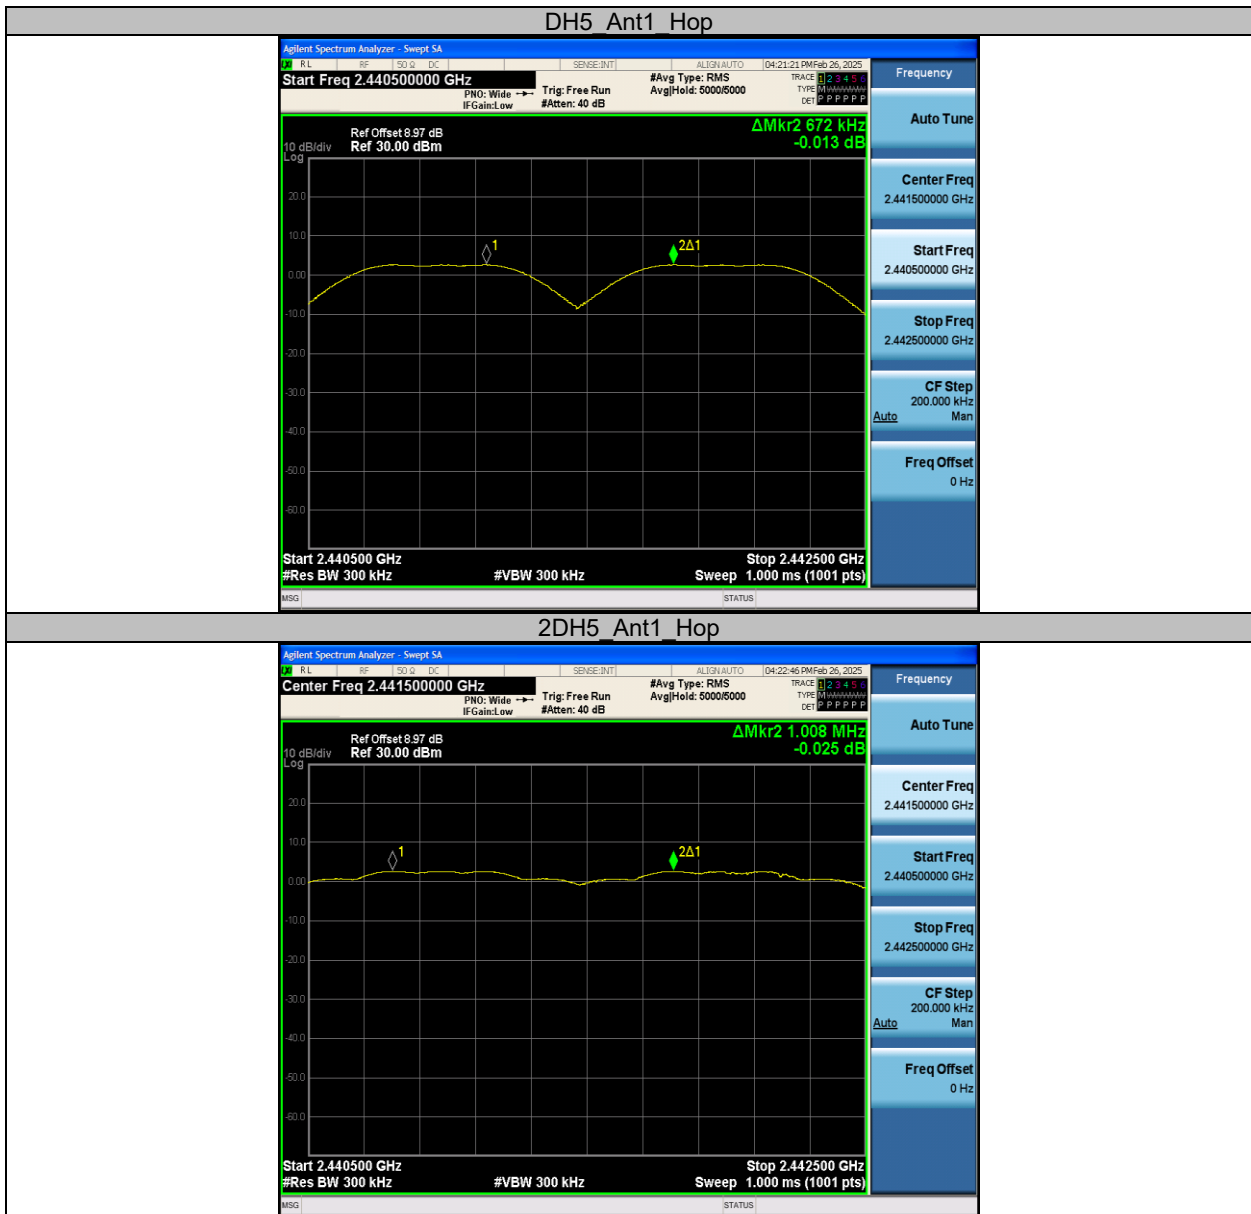 DH5_Ant1_Hop
Agilent Spectrum Analyzer - Swept SA
RL RF 50 Ω DC SENSE:INT ALIGN AUTO 04:21:21 PM Feb 26, 2025
Start Freq 2.440500000 GHz
PNO: Wide
IFGain:Low
Trig: Free Run
#Atten: 40 dB
#Avg Type: RMS
Avg|Hold: 5000/5000
TRACE 1 2 3 4 5 6
TYPE M
DET P P P P P P
Frequency
Auto Tune
Center Freq
2.441500000 GHz
Start Freq
2.440500000 GHz
Stop Freq
2.442500000 GHz
CF Step
200.000 kHz
Auto Man
Freq Offset
0 Hz
ΔMkr2 672 kHz
-0.013 dB
Ref Offset 8.97 dB
10 dB/div Ref 30.00 dBm
Log
20.0
10.0
0.00
-10.0
-20.0
-30.0
-40.0
-50.0
-60.0
1
2Δ1
Start 2.440500 GHz Stop 2.442500 GHz
#Res BW 300 kHz #VBW 300 kHz Sweep 1.000 ms (1001 pts)
MSG STATUS
2DH5_Ant1_Hop
Agilent Spectrum Analyzer - Swept SA
RL RF 50 Ω DC SENSE:INT ALIGN AUTO 04:22:46 PM Feb 26, 2025
Center Freq 2.441500000 GHz
PNO: Wide
IFGain:Low
Trig: Free Run
#Atten: 40 dB
#Avg Type: RMS
Avg|Hold: 5000/5000
TRACE 1 2 3 4 5 6
TYPE M
DET P P P P P P
Frequency
Auto Tune
Center Freq
2.441500000 GHz
Start Freq
2.440500000 GHz
Stop Freq
2.442500000 GHz
CF Step
200.000 kHz
Auto Man
Freq Offset
0 Hz
ΔMkr2 1.008 MHz
-0.025 dB
Ref Offset 8.97 dB
10 dB/div Ref 30.00 dBm
Log
20.0
10.0
0.00
-10.0
-20.0
-30.0
-40.0
-50.0
-60.0
1
2Δ1
Start 2.440500 GHz Stop 2.442500 GHz
#Res BW 300 kHz #VBW 300 kHz Sweep 1.000 ms (1001 pts)
MSG STATUS